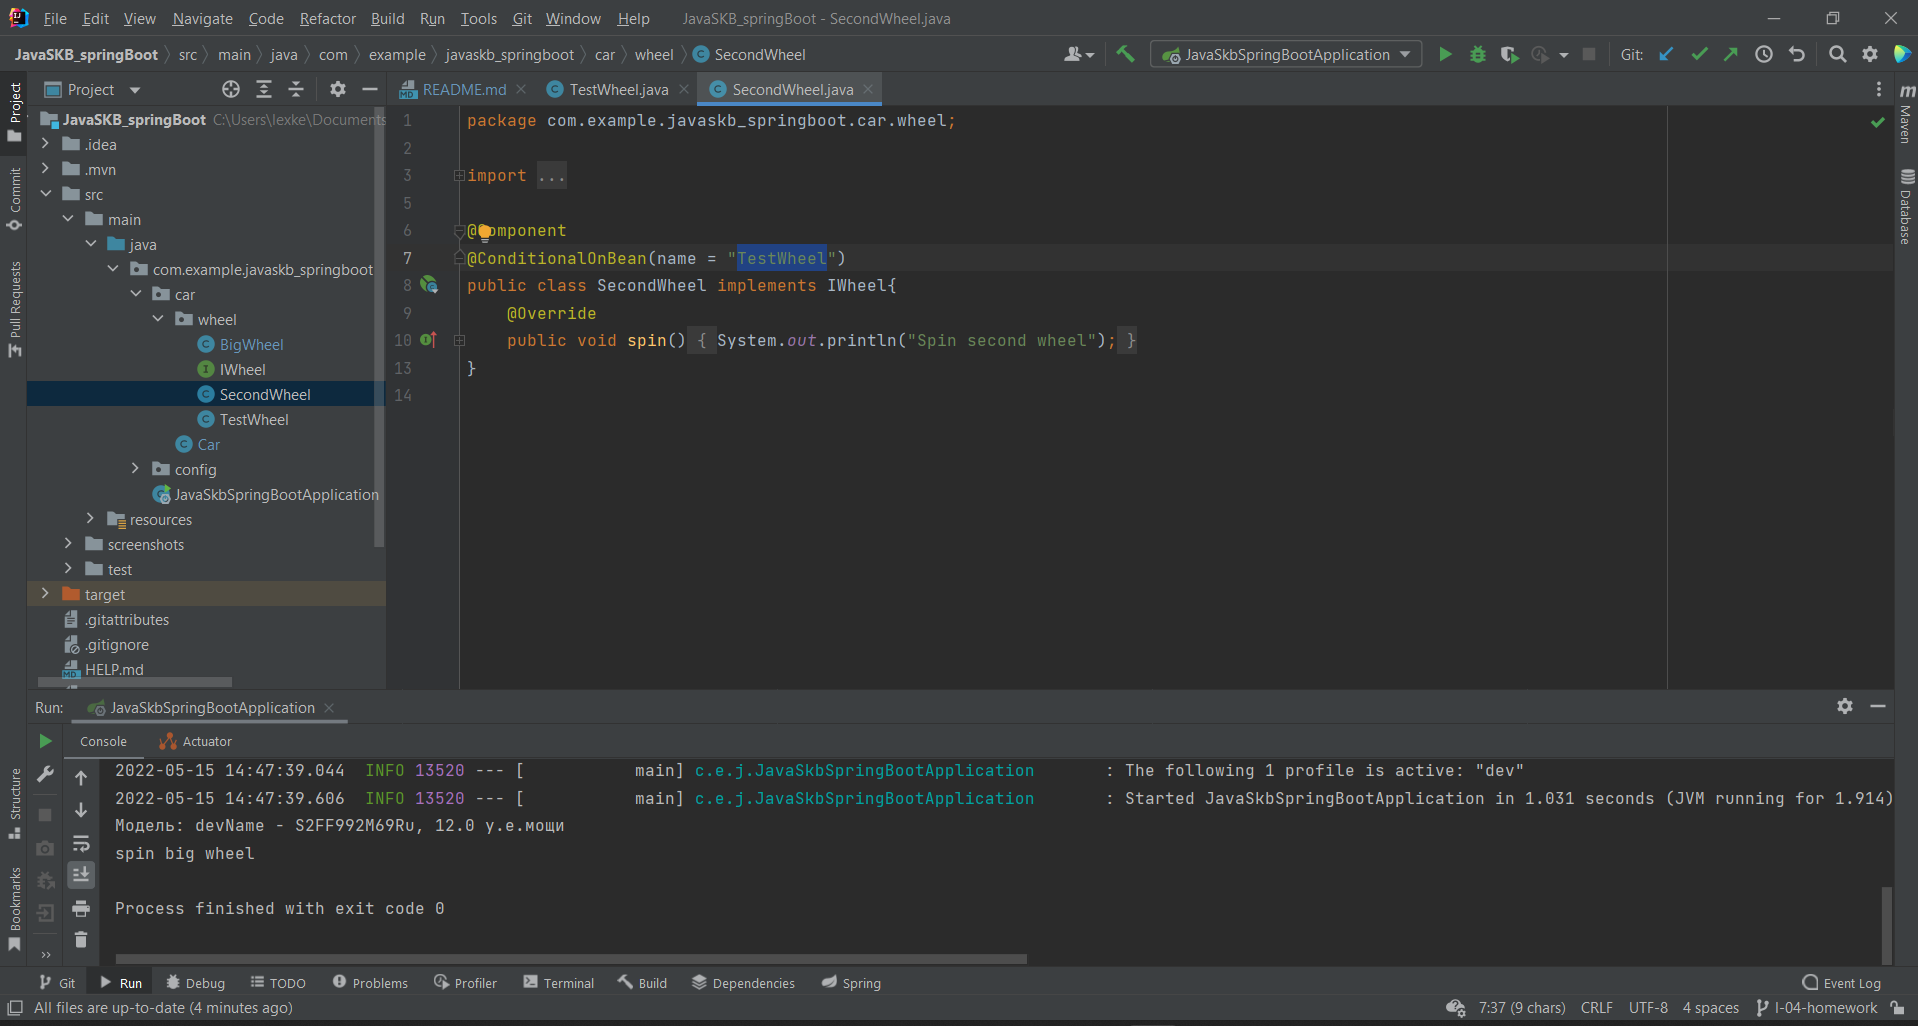 File Edit View Navigate Code Refactor Build Run Tools Git Window Help JavaSKB_springBoot - SecondWheel.java
JavaSKB_springBoot src main java com example javaskb_springboot car wheel SecondWheel JavaSkbSpringBootApplication Git:
Project
README.md TestWheel.java SecondWheel.java
JavaSKB_springBoot C:\Users\lexke\Documents
.idea
.mvn
src
main
java
com.example.javaskb_springboot
car
wheel
BigWheel
IWheel
SecondWheel
TestWheel
Car
config
JavaSkbSpringBootApplication
resources
screenshots
test
target
.gitattributes
.gitignore
HELP.md
1 package com.example.javaskb_springboot.car.wheel;
2
3 import ...
5
6 @Component
7 @ConditionalOnBean(name = "TestWheel")
8 public class SecondWheel implements IWheel{
9 @Override
10 public void spin() { System.out.println("Spin second wheel"); }
13 }
14
Project
Commit
Pull Requests
Structure
Bookmarks
m Maven
Database
Run: JavaSkbSpringBootApplication
Console Actuator
2022-05-15 14:47:39.044 INFO 13520 --- [ main] c.e.j.JavaSkbSpringBootApplication : The following 1 profile is active: "dev"
2022-05-15 14:47:39.606 INFO 13520 --- [ main] c.e.j.JavaSkbSpringBootApplication : Started JavaSkbSpringBootApplication in 1.031 seconds (JVM running for 1.914)
Модель: devName - S2FF992M69Ru, 12.0 у.е.мощи
spin big wheel
Process finished with exit code 0
Git Run Debug TODO Problems Profiler Terminal Build Dependencies Spring Event Log
All files are up-to-date (4 minutes ago) 7:37 (9 chars) CRLF UTF-8 4 spaces I-04-homework